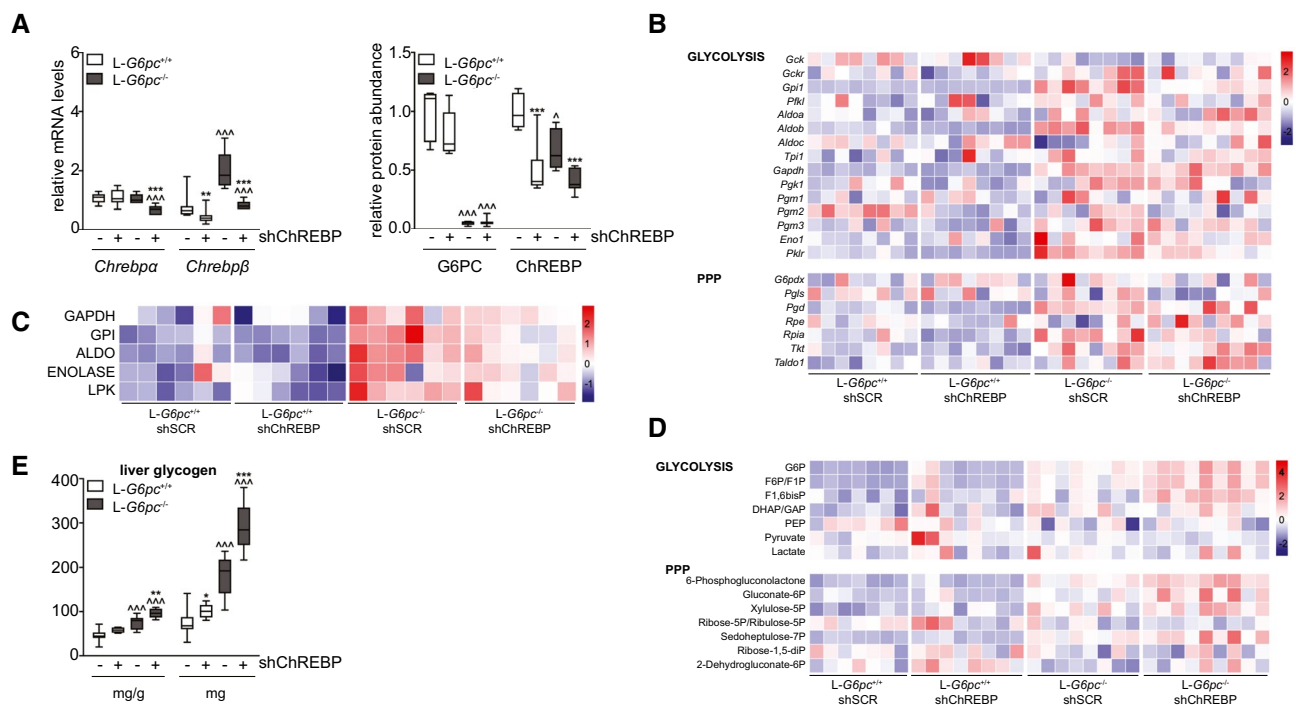 A
6
4
2
0
relative mRNA levels
L-G6pc+/+
L-G6pc-/-
*** ^^^
** ^^^
*** ^^^
- + - + - + - + shChREBP
Chrebpα Chrebpβ
1.5
1.0
0.5
0.0
relative protein abundance
L-G6pc+/+
L-G6pc-/-
^^^ ^^^
*** ^ ***
- + - + - + - + shChREBP
G6PC ChREBP
B
GLYCOLYSIS
Gck
Gckr
Gpi1
Pfkl
Aldoa
Aldob
Aldoc
Tpi1
Gapdh
Pgk1
Pgm1
Pgm2
Pgm3
Eno1
Pklr
2
0
-2
PPP
G6pdx
Pgls
Pgd
Rpe
Rpia
Tkt
Taldo1
L-G6pc+/+ L-G6pc+/+ L-G6pc-/- L-G6pc-/-
shSCR shChREBP shSCR shChREBP
C
GAPDH
GPI
ALDO
ENOLASE
LPK
2
1
0
-1
L-G6pc+/+ L-G6pc+/+ L-G6pc-/- L-G6pc-/-
shSCR shChREBP shSCR shChREBP
D
GLYCOLYSIS
G6P
F6P/F1P
F1,6bisP
DHAP/GAP
PEP
Pyruvate
Lactate
4
2
0
-2
PPP
6-Phosphogluconolactone
Gluconate-6P
Xylulose-5P
Ribose-5P/Ribulose-5P
Sedoheptulose-7P
Ribose-1,5-diP
2-Dehydrogluconate-6P
L-G6pc+/+ L-G6pc+/+ L-G6pc-/- L-G6pc-/-
shSCR shChREBP shSCR shChREBP
E
liver glycogen
400
300
200
100
0
L-G6pc+/+
L-G6pc-/-
^^^ ** ^^^
* ^^^ *** ^^^
- + - + - + - + shChREBP
mg/g mg